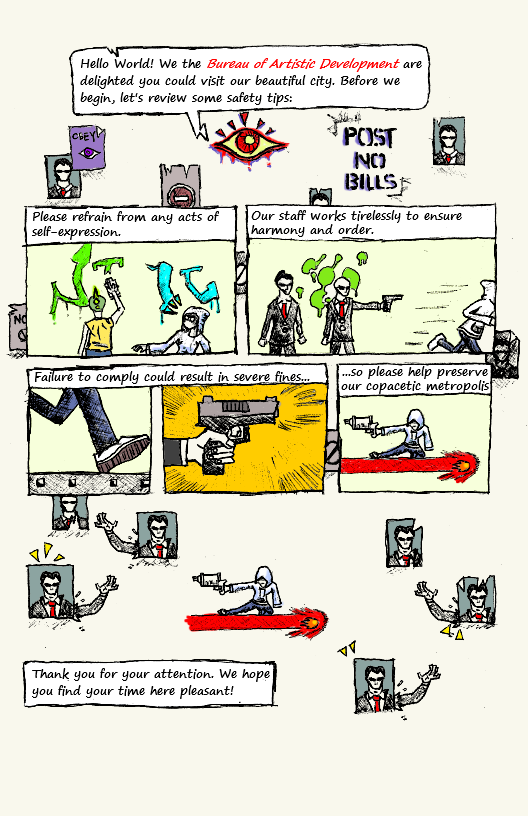 Hello World! We the Bureau of Artistic Development are
delighted you could visit our beautiful city. Before we
begin, let's review some safety tips:
OBEY
POST
NO
BILLS
Please refrain from any acts of
self-expression.
Our staff works tirelessly to ensure
harmony and order.
NO
Failure to comply could result in severe fines...
...so please help preserve
our copacetic metropolis
Thank you for your attention. We hope
you find your time here pleasant!